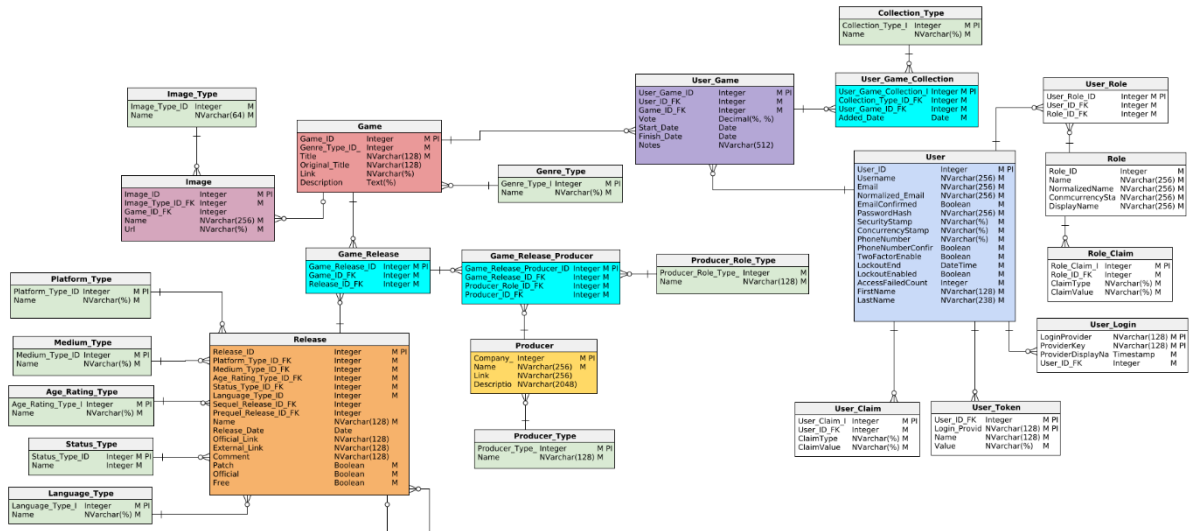 Collection_Type
Collection_Type_I Integer M PI
Name NVarchar(%) M
Image_Type
Image_Type_ID Integer M
Name NVarchar(64) M
User_Game
User_Game_ID Integer M PI
User_ID_FK Integer M
Game_ID_FK Integer M
Vote Decimal(%, %)
Start_Date Date
Finish_Date Date
Notes NVarchar(512)
User_Game_Collection
User_Game_Collection_I Integer M PI
Collection_Type_ID_FK Integer M
User_Game_ID_FK Integer M
Added_Date Date M
User_Role
User_Role_ID Integer M PI
User_ID_FK Integer M
Role_ID_FK Integer M
Game
Game_ID Integer M PI
Genre_Type_ID_ Integer M
Title NVarchar(128) M
Original_Title NVarchar(128)
Link NVarchar(%)
Description Text(%)
Image
Image_ID Integer M PI
Image_Type_ID_FK Integer M
Game_ID_FK Integer
Name NVarchar(256) M
Url NVarchar(%) M
Genre_Type
Genre_Type_I Integer M PI
Name NVarchar(%) M
User
User_ID Integer M PI
Username NVarchar(256) M
Email NVarchar(256) M
Normalized_Email NVarchar(256) M
EmailConfirmed Boolean M
PasswordHash NVarchar(256) M
SecurityStamp NVarchar(%) M
ConcurrencyStamp NVarchar(%) M
PhoneNumber NVarchar(%) M
PhoneNumberConfir Boolean M
TwoFactorEnable Boolean M
LockoutEnd DateTime M
LockoutEnabled Boolean M
AccessFailedCount Integer M
FirstName NVarchar(128) M
LastName NVarchar(238) M
Role
Role_ID Integer M PI
Name NVarchar(256) M
NormalizedName NVarchar(256) M
ConmcurrencySta NVarchar(256) M
DisplayName NVarchar(256) M
Role_Claim
Role_Claim_I Integer M PI
Role_ID_FK Integer M
ClaimType NVarchar(%) M
ClaimValue NVarchar(%) M
Game_Release
Game_Release_ID Integer M PI
Game_ID_FK Integer M
Release_ID_FK Integer M
Game_Release_Producer
Game_Release_Producer_ID Integer M PI
Game_Release_ID_FK Integer M
Producer_Role_ID_FK Integer M
Producer_ID_FK Integer M
Producer_Role_Type
Producer_Role_Type_ Integer M PI
Name NVarchar(128) M
Platform_Type
Platform_Type_ID Integer M PI
Name NVarchar(%) M
Medium_Type
Medium_Type_ID Integer M PI
Name NVarchar(%) M
Age_Rating_Type
Age_Rating_Type_I Integer M PI
Name NVarchar(%) M
Status_Type
Status_Type_ID Integer M PI
Name Integer M
Language_Type
Language_Type_I Integer M PI
Name NVarchar(%) M
Release
Release_ID Integer M PI
Platform_Type_ID_FK Integer M
Medium_Type_ID_FK Integer M
Age_Rating_Type_ID_FK Integer M
Status_Type_ID_FK Integer M
Language_Type_ID Integer M
Sequel_Release_ID_FK Integer
Prequel_Release_ID_FK Integer
Name NVarchar(128) M
Release_Date Date
Official_Link NVarchar(128)
External_Link NVarchar(128)
Comment NVarchar(128)
Patch Boolean M
Official Boolean M
Free Boolean M
Producer
Company_ Integer M PI
Name NVarchar(256) M
Link NVarchar(256)
Descriptio NVarchar(2048)
Producer_Type
Producer_Type_ Integer M PI
Name NVarchar(128) M
User_Login
LoginProvider NVarchar(128) M PI
ProviderKey NVarchar(128) M PI
ProviderDisplayNa Timestamp M
User_ID_FK Integer M
User_Claim
User_Claim_I Integer M PI
User_ID_FK Integer M
ClaimType NVarchar(%) M
ClaimValue NVarchar(%) M
User_Token
User_ID_FK Integer M PI
Login_Provid NVarchar(128) M PI
Name NVarchar(128) M
Value NVarchar(%) M